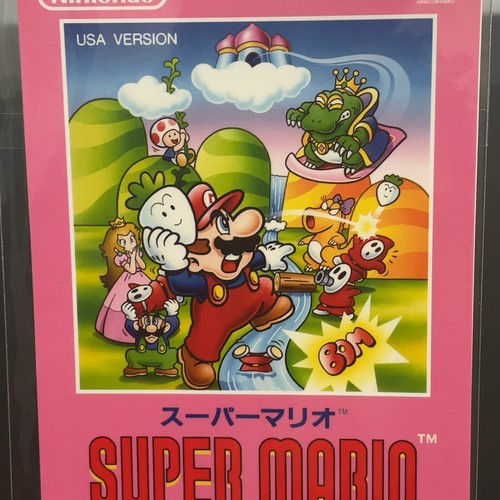 Nintendo
USA VERSION
BOM
スーパーマリオ™
SUPER MARIO™